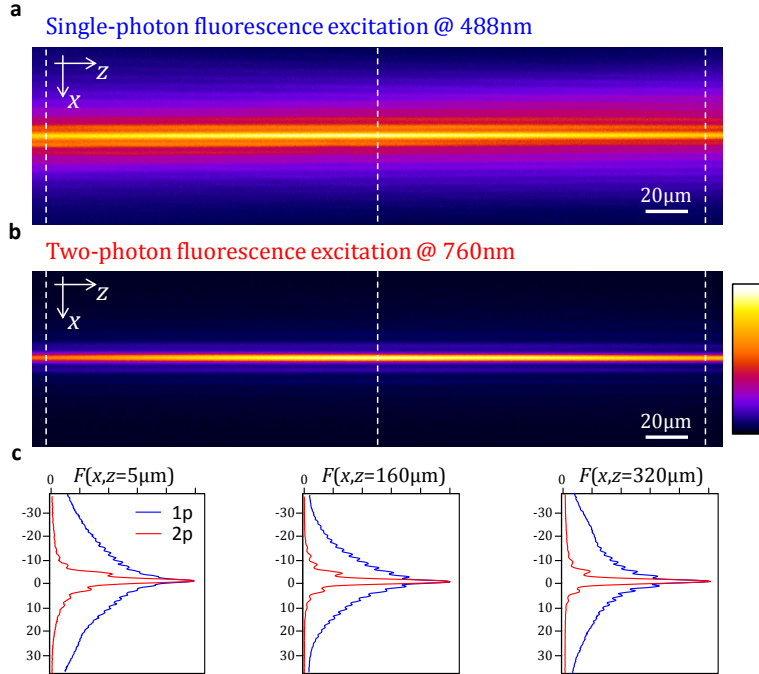 a
Single-photon fluorescence excitation @ 488nm
z
x
20μm
b
Two-photon fluorescence excitation @ 760nm
z
x
20μm
c
F(x,z=5μm) F(x,z=160μm) F(x,z=320μm)
0 0 0
1p
2p
-30 -30 -30
-20 -20 -20
-10 -10 -10
0 0 0
10 10 10
20 20 20
30 30 30